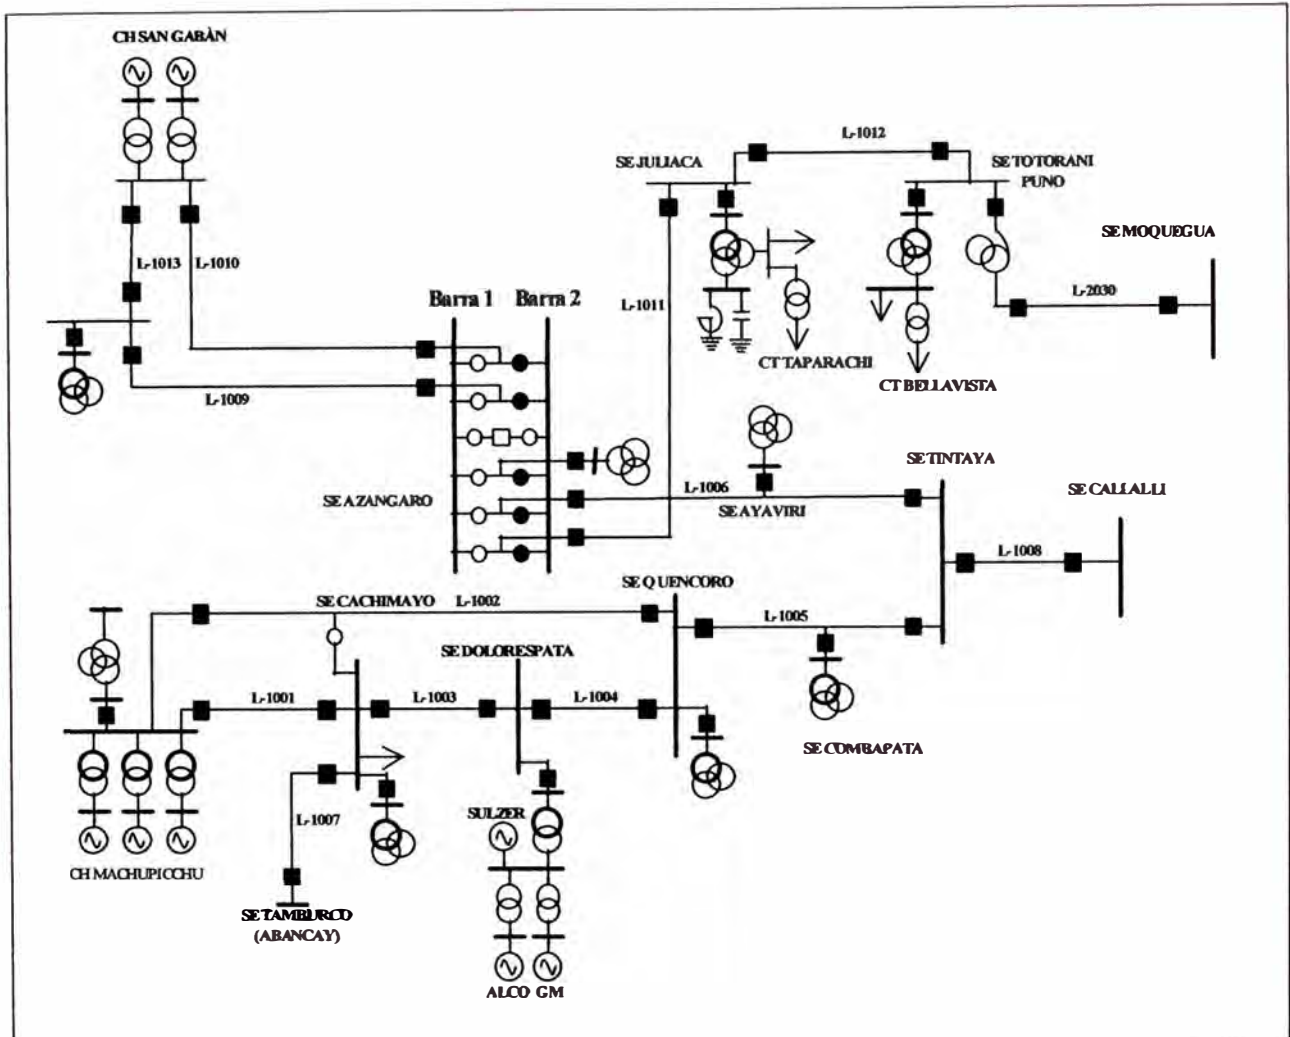 CH SAN GABÀN
L-1012
SE JULIACA
SE TOTORANI
PUNO
SE MOQUEGUA
L-1013
L-1010
Barra 1
Barra 2
L-1011
L-2030
CT TAPARACHI
CT BELLAVISTA
L-1009
SE TINTAYA
SE AZANGARO
L-1006
SE AYAVIRI
SE CALLALLI
L-1008
SE QUENCORO
SE CACHIMAYO
L-1002
L-1005
SE DOLORESPATA
L-1001
L-1003
L-1004
SE COMBAPATA
L-1007
SULZER
CH MACHUPICCHU
SE TAMBURCO
(ABANCAY)
ALCO GM